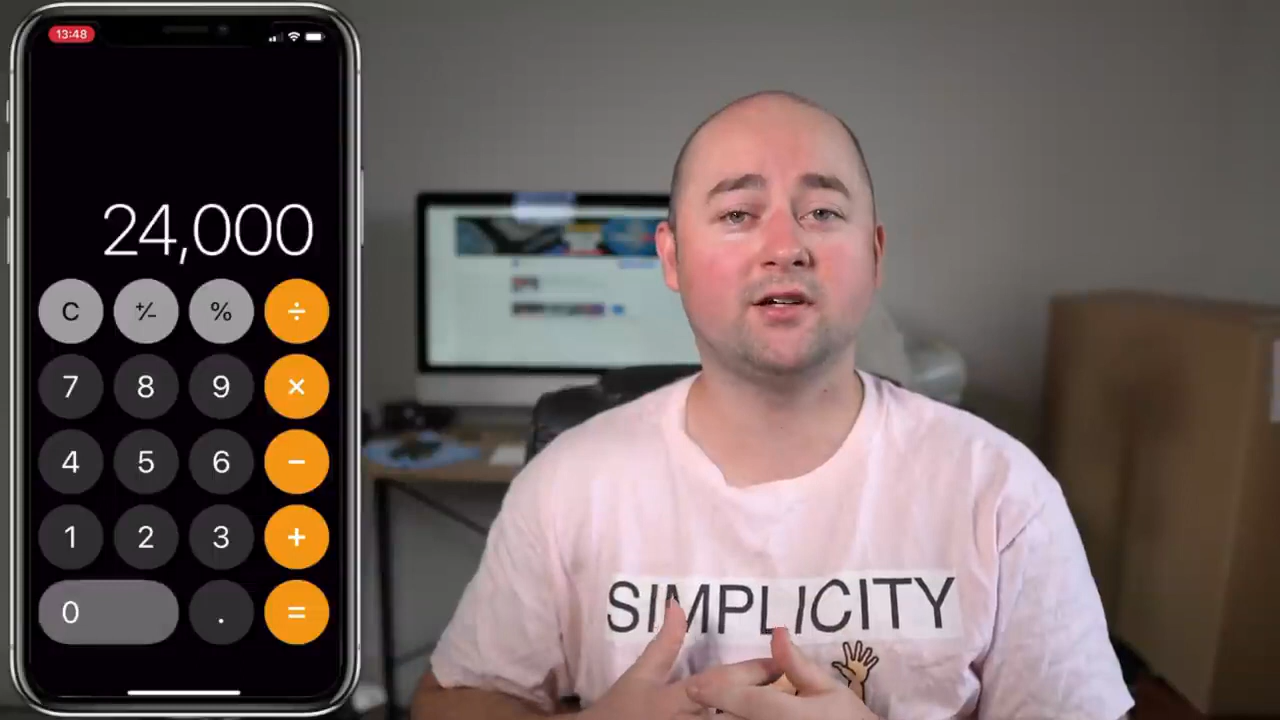 13:48
24,000
C +/- % ÷
7 8 9 ×
4 5 6 −
1 2 3 +
0 . =
SIMPLICITY